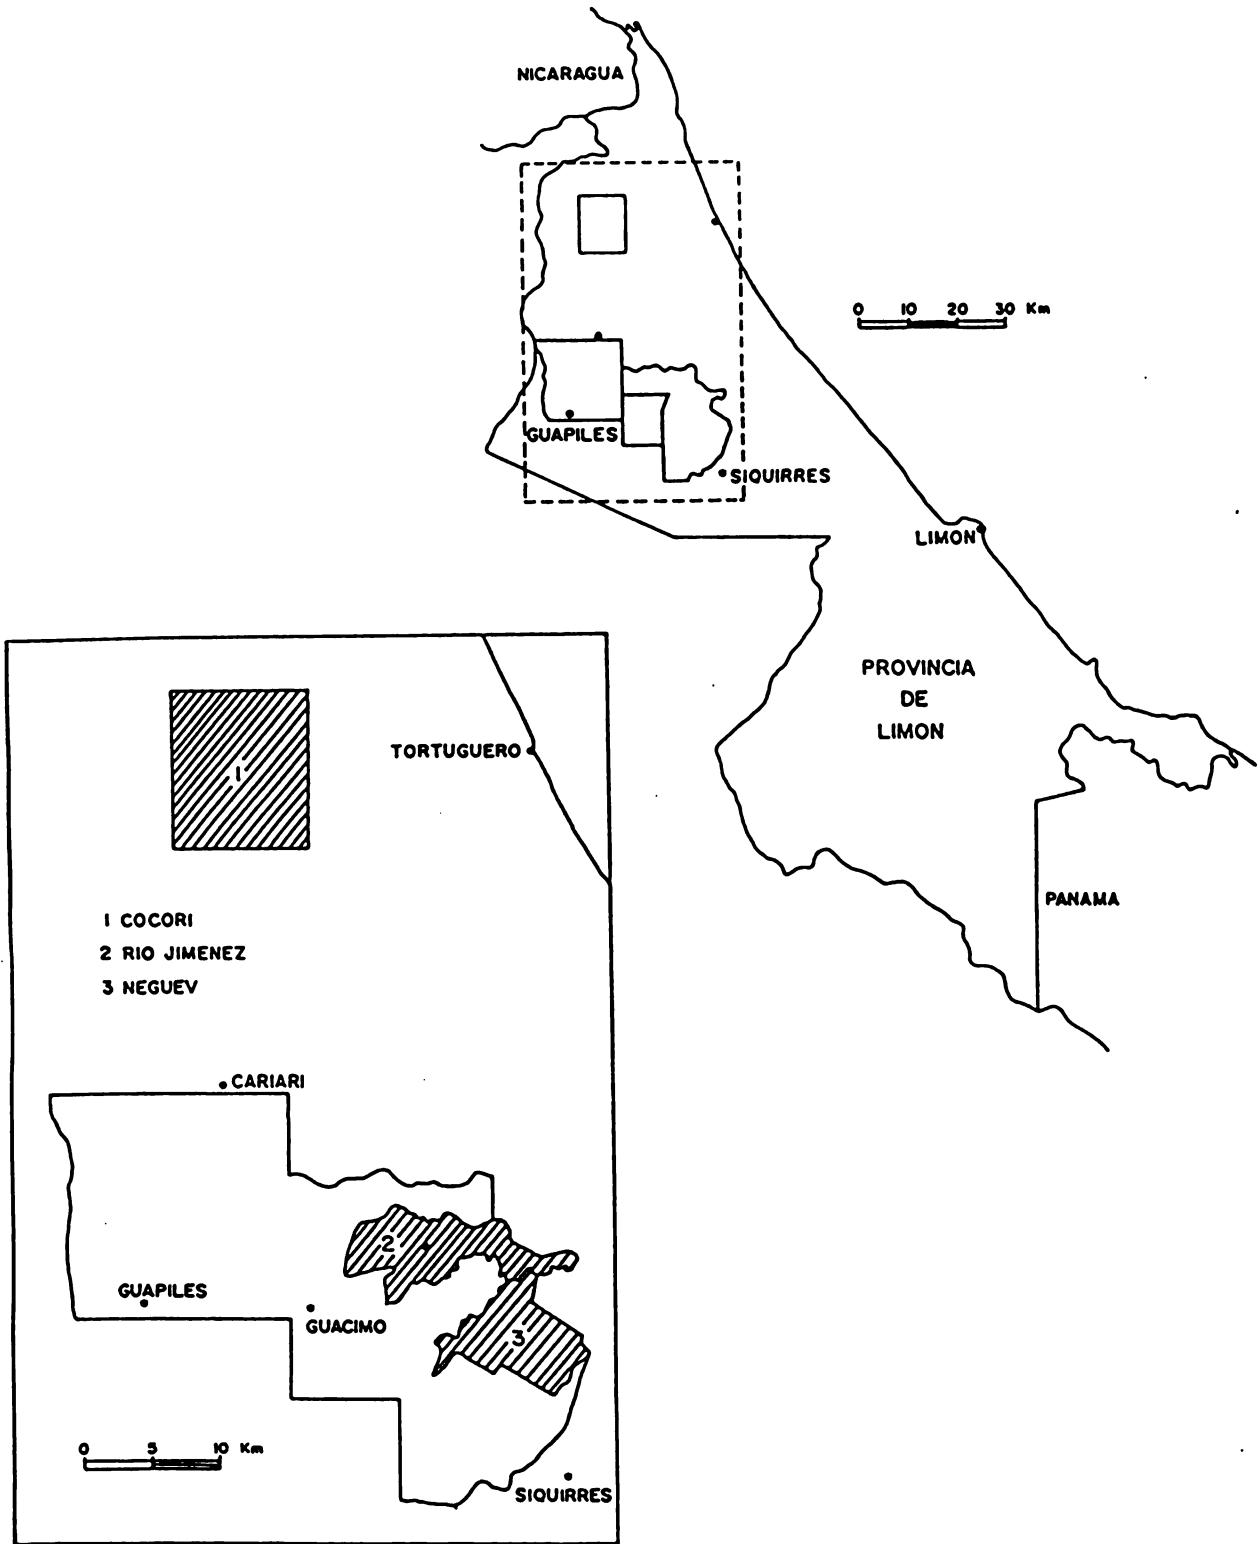 NICARAGUA
0 10 20 30 Km
GUAPILES
SIQUIRRES
LIMON
PROVINCIA
DE
LIMON
PANAMA
TORTUGUERO
1
1 COCORI
2 RIO JIMENEZ
3 NEGUEV
CARIARI
2
GUAPILES
GUACIMO
3
0 5 10 Km
SIQUIRRES